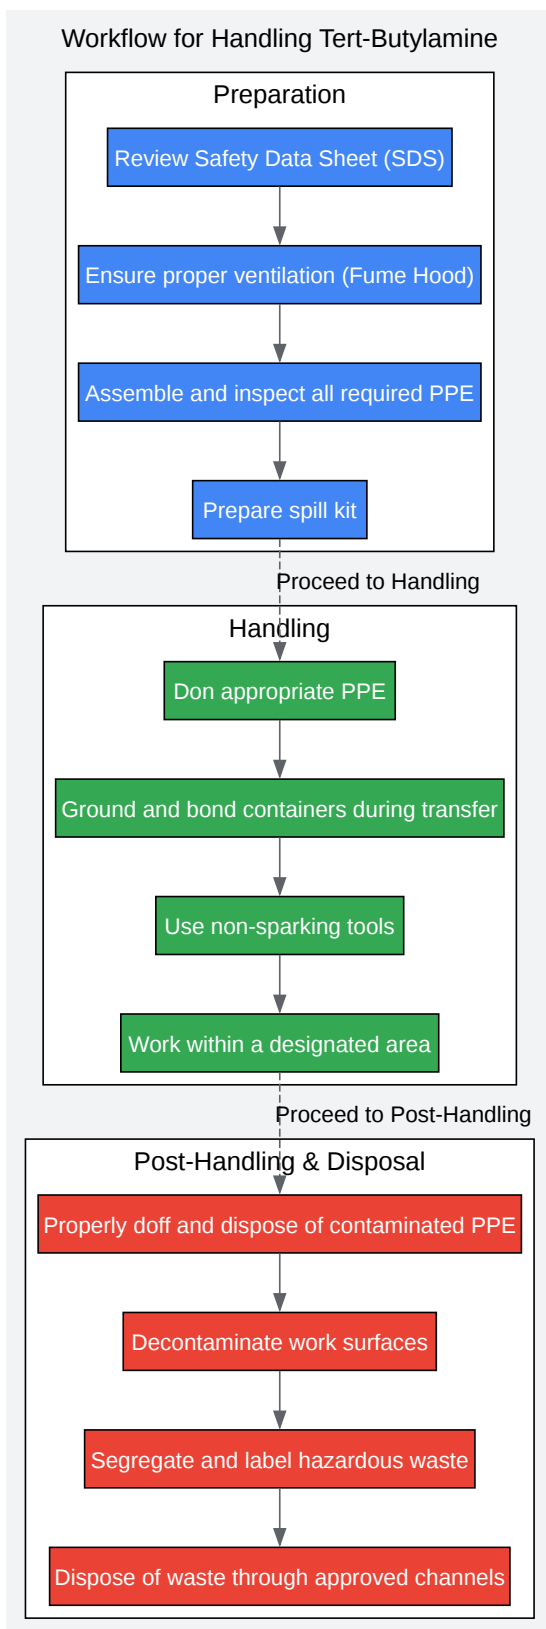 Workflow for Handling Tert-Butylamine
Preparation
Review Safety Data Sheet (SDS)
Ensure proper ventilation (Fume Hood)
Assemble and inspect all required PPE
Prepare spill kit
Proceed to Handling
Handling
Don appropriate PPE
Ground and bond containers during transfer
Use non-sparking tools
Work within a designated area
Proceed to Post-Handling
Post-Handling & Disposal
Properly doff and dispose of contaminated PPE
Decontaminate work surfaces
Segregate and label hazardous waste
Dispose of waste through approved channels